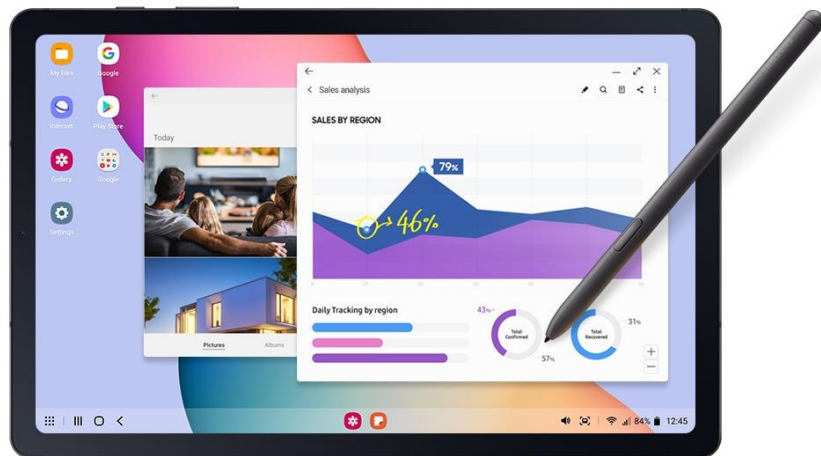 My Files
Google
Internet
Play Store
Gallery
Google
Settings
Today
Pictures
Albums
Sales analysis
SALES BY REGION
79%
46%
Daily Tracking by region
43%
Total
Confirmed
57%
Total
Recovered
31%
84%
12:45